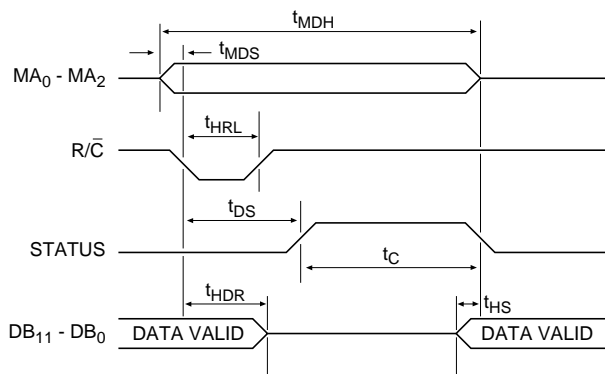 tMDH
tMDS
MA0 - MA2
tHRL
R/C̄
tDS
STATUS
tC
tHDR
tHS
DB11 - DB0
DATA VALID
DATA VALID